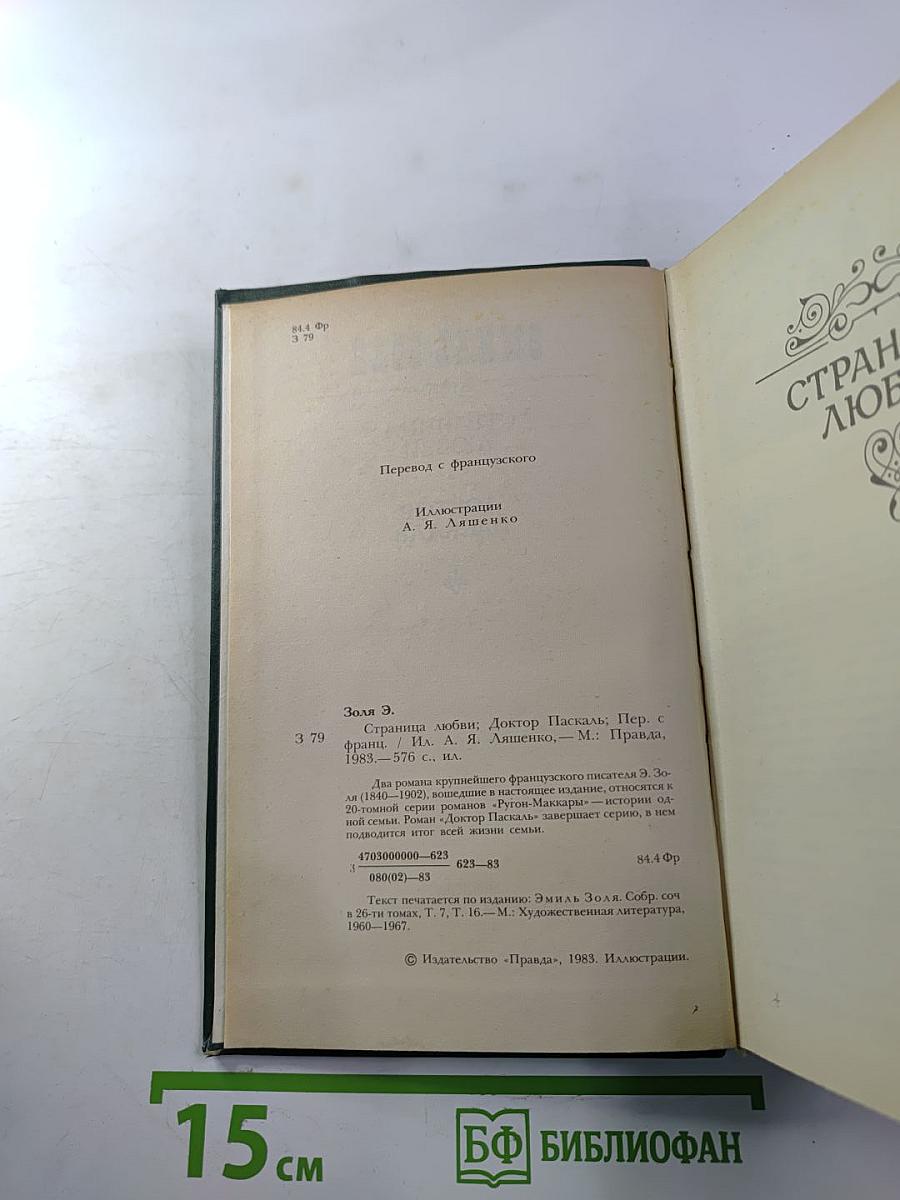 84.4 Фр
З 79
Перевод с французского
Иллюстрации
А. Я. Ляшенко
Золя Э.
З 79
Страница любви; Доктор Паскаль; Пер. с
франц. / Ил. А. Я. Ляшенко,— М.: Правда,
1983.—576 с., ил.
Два романа крупнейшего французского писателя Э. Зо-
ля (1840—1902), вошедшие в настоящее издание, относятся к
20-томной серии романов «Ругон-Маккары»—истории од-
ной семьи. Роман «Доктор Паскаль» завершает серию, в нем
подводится итог всей жизни семьи.
З 4703000000—623
080(02)—83
623—83
84.4 Фр
Текст печатается по изданию: Эмиль Золя. Собр. соч
в 26-ти томах, Т. 7, Т. 16.— М.: Художественная литература,
1960—1967.
© Издательство «Правда», 1983. Иллюстрации.
СТРАН
ЛЮБ
15 см
БФ БИБЛИОФАН